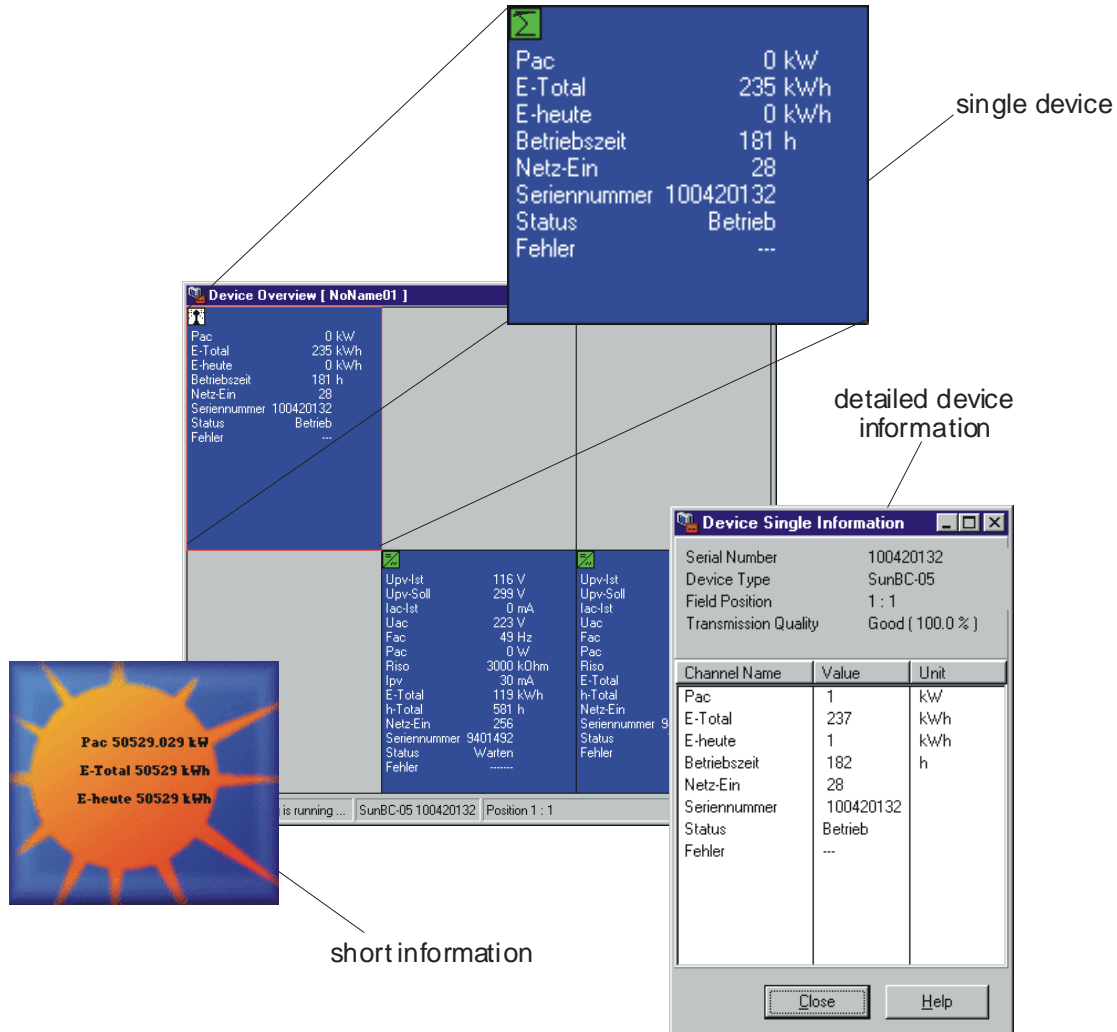 Pac 0 kW
E-Total 235 kWh
E-heute 0 kWh
Betriebszeit 181 h
Netz-Ein 28
Seriennummer 100420132
Status Betrieb
Fehler ---
single device
Device Overview [ NoName01 ]
Pac 0 kW
E-Total 235 kWh
E-heute 0 kWh
Betriebszeit 181 h
Netz-Ein 28
Seriennummer 100420132
Status Betrieb
Fehler ---
Upv-Ist 116 V
Upv-Soll 299 V
Iac-Ist 0 mA
Uac 223 V
Fac 49 Hz
Pac 0 W
Riso 3000 kOhm
Ipv 30 mA
E-Total 119 kWh
h-Total 581 h
Netz-Ein 256
Seriennummer 9401492
Status Warten
Fehler -------
Upv-Ist
Upv-Soll
Iac-Ist
Uac
Fac
Pac
Riso
E-Total
h-Total
Netz-Ein
Seriennummer 9
Status
Fehler
is running ... SunBC-05 100420132 Position 1 : 1
detailed device
information
Device Single Information
Serial Number 100420132
Device Type SunBC-05
Field Position 1 : 1
Transmission Quality Good ( 100.0 % )
Channel Name Value Unit
Pac 1 kW
E-Total 237 kWh
E-heute 1 kWh
Betriebszeit 182 h
Netz-Ein 28
Seriennummer 100420132
Status Betrieb
Fehler ---
Close Help
Pac 50529.029 kW
E-Total 50529 kWh
E-heute 50529 kWh
short information